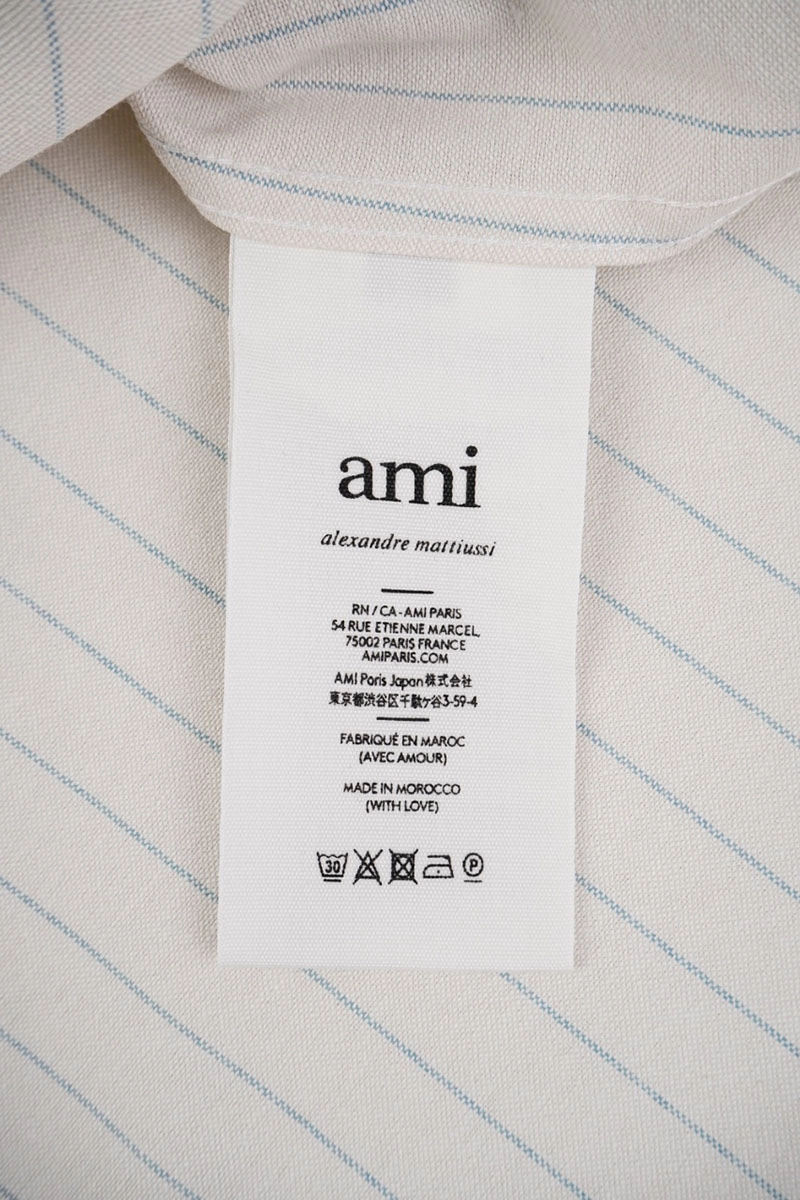 ami
alexandre mattiussi
RN / CA - AMI PARIS
54 RUE ETIENNE MARCEL,
75002 PARIS FRANCE
AMIPARIS.COM
AMI Paris Japan株式会社
東京都渋谷区千駄ケ谷3-59-4
FABRIQUÉ EN MAROC
(AVEC AMOUR)
MADE IN MOROCCO
(WITH LOVE)
30 P